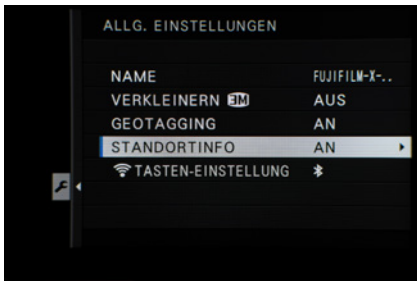 ALLG. EINSTELLUNGEN
NAME FUJIFILM-X-..
VERKLEINERN 3M AUS
GEOTAGGING AN
STANDORTINFO AN
TASTEN-EINSTELLUNG